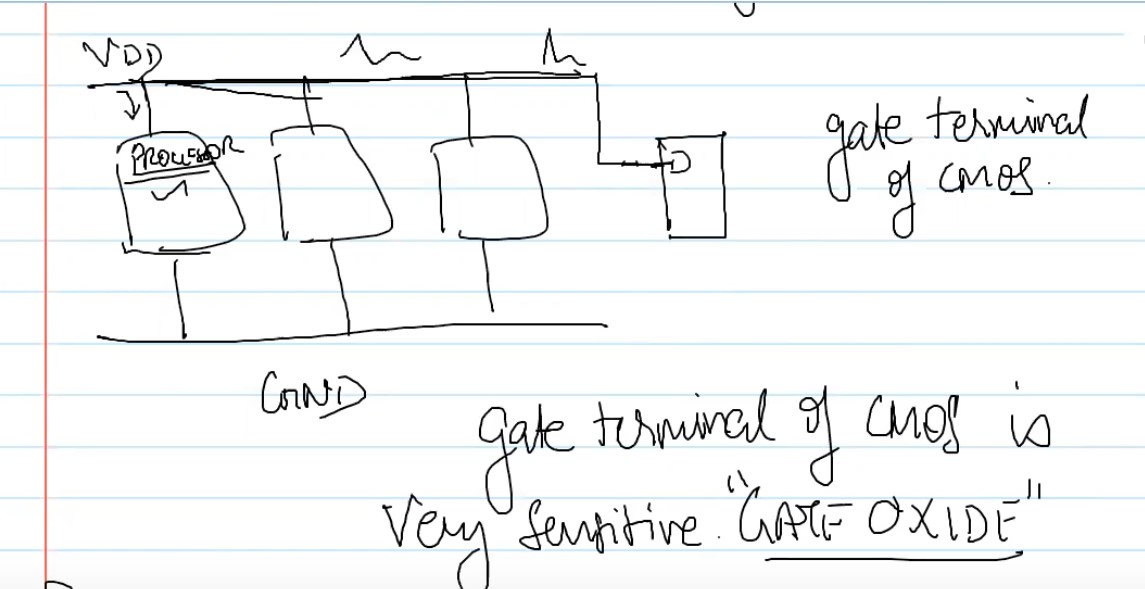 VDD
PROCESSOR
D
gate terminal
of CMOS.
GND
gate terminal of CMOS is
very sensitive. "GATE OXIDE"